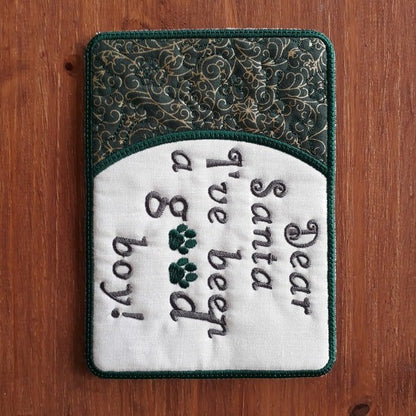 Dear
Santa
I've been
a good
boy!